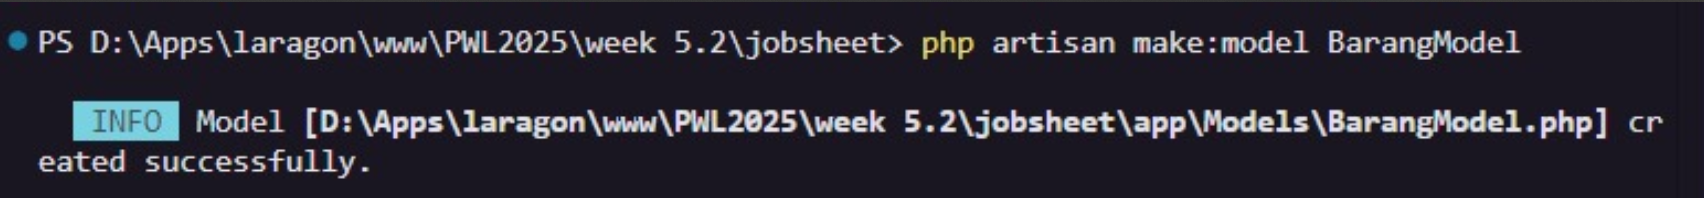 PS D:\Apps\laragon\www\PWL2025\week 5.2\jobsheet> php artisan make:model BarangModel
INFO Model [D:\Apps\laragon\www\PWL2025\week 5.2\jobsheet\app\Models\BarangModel.php] cr
eated successfully.